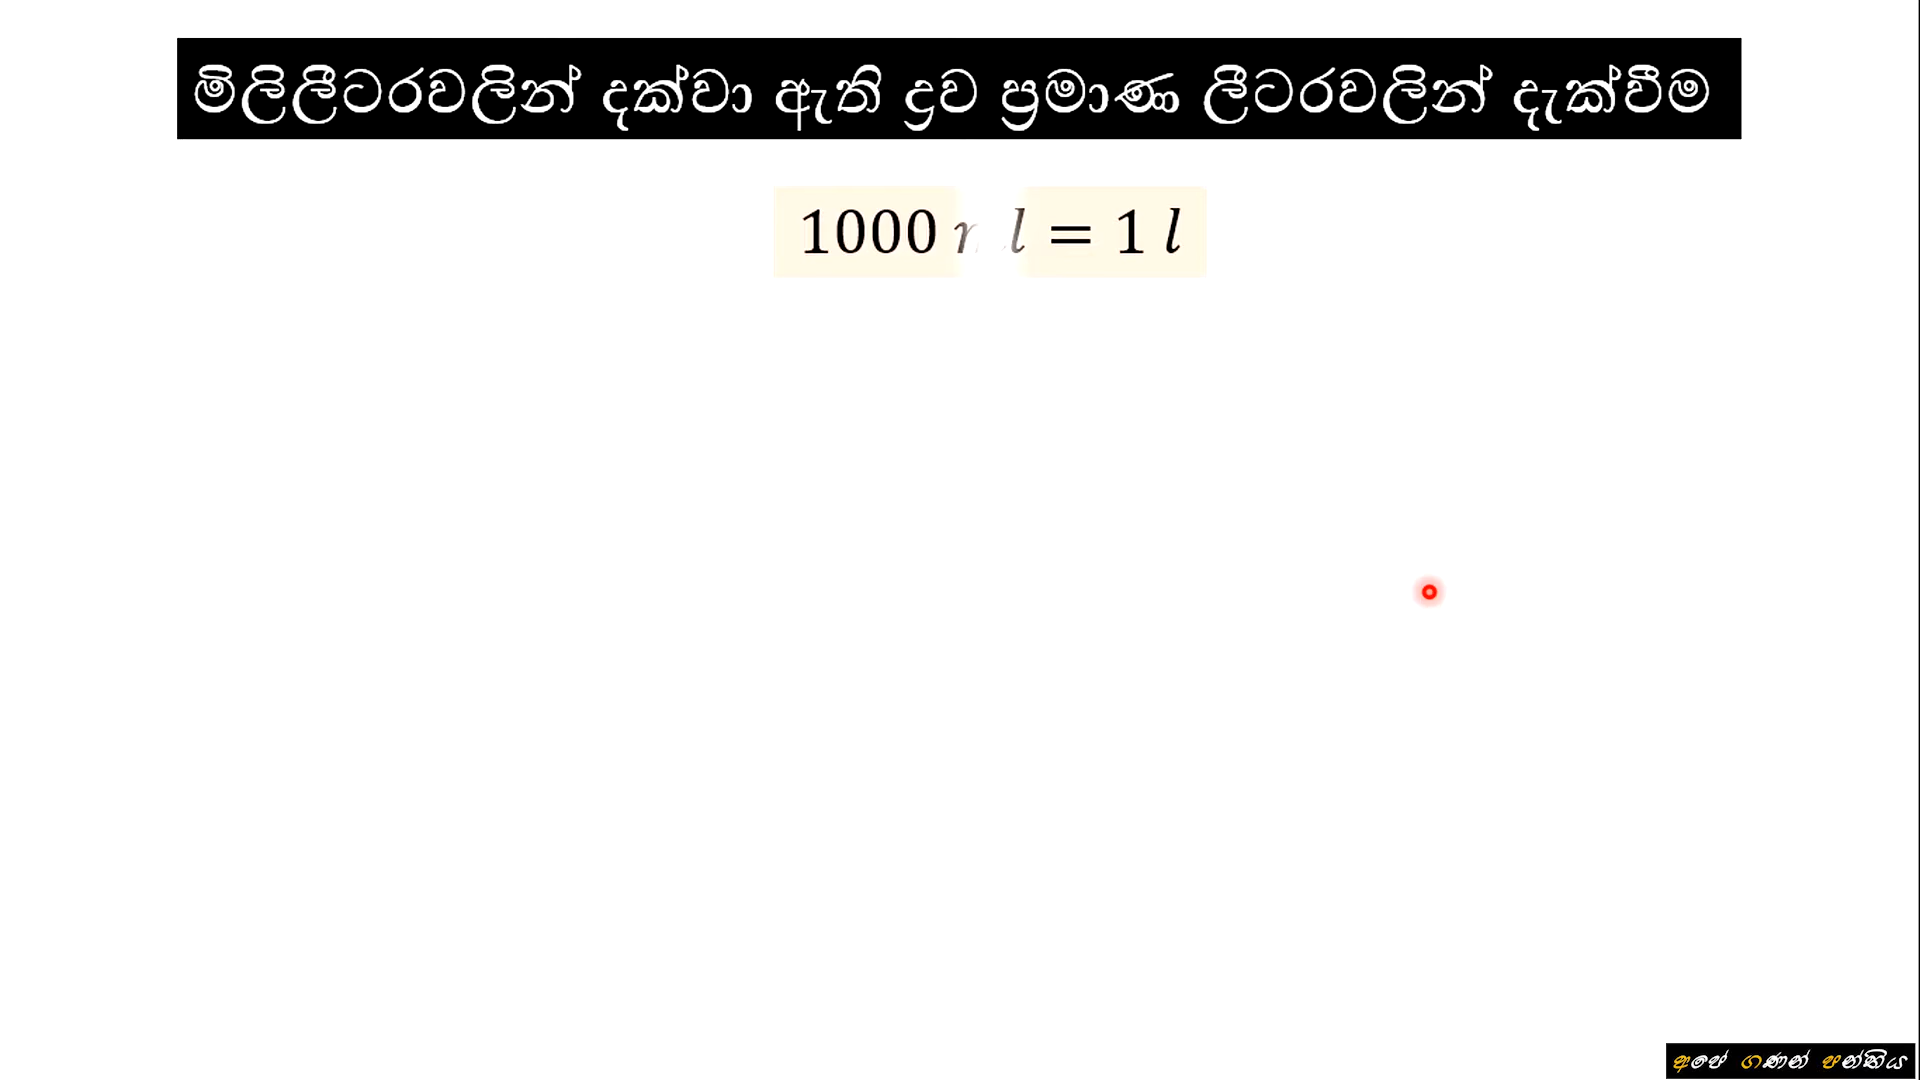 මිලිලීටරවලින් දක්වා ඇති ද්‍රව ප්‍රමාණ ලීටරවලින් දැක්වීම
1000 ml = 1 l
අපේ ගණන් පන්තිය